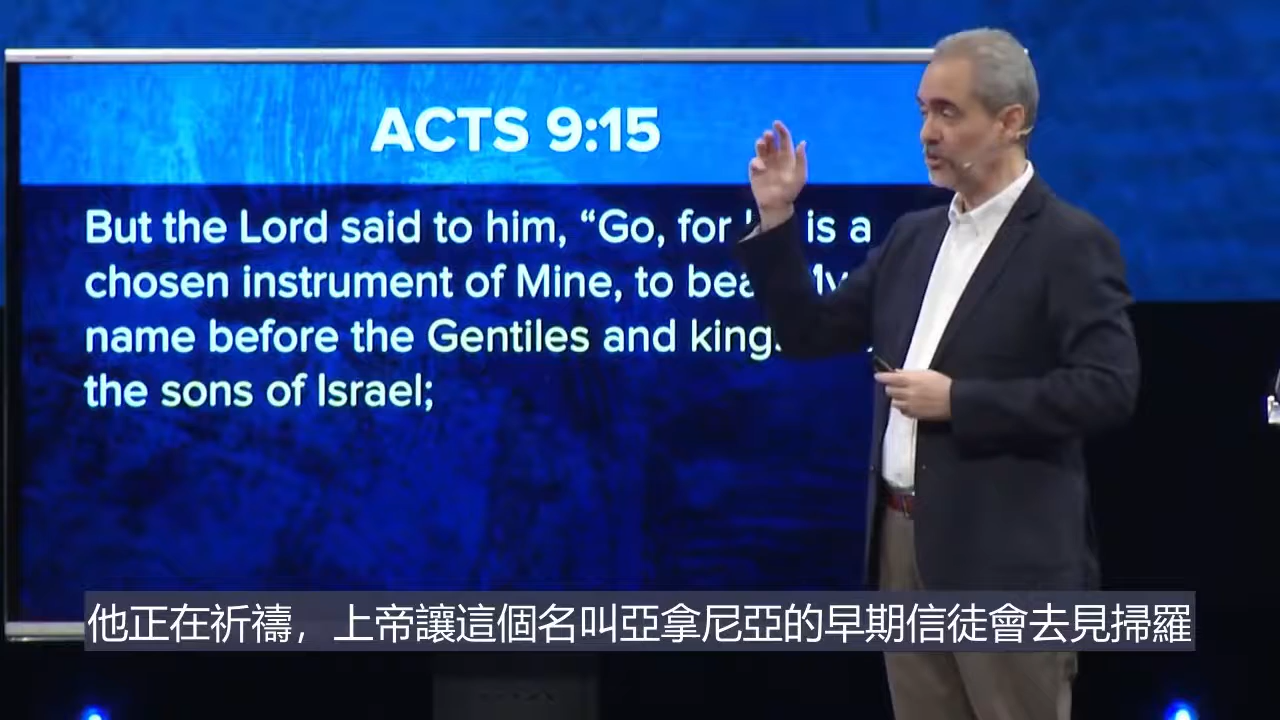 ACTS 9:15
But the Lord said to him, “Go, for is a
chosen instrument of Mine, to
name before the Gentiles and
the sons of Israel;
他正在祈禱，上帝讓這個名叫亞拿尼亞的早期信徒會去見掃羅